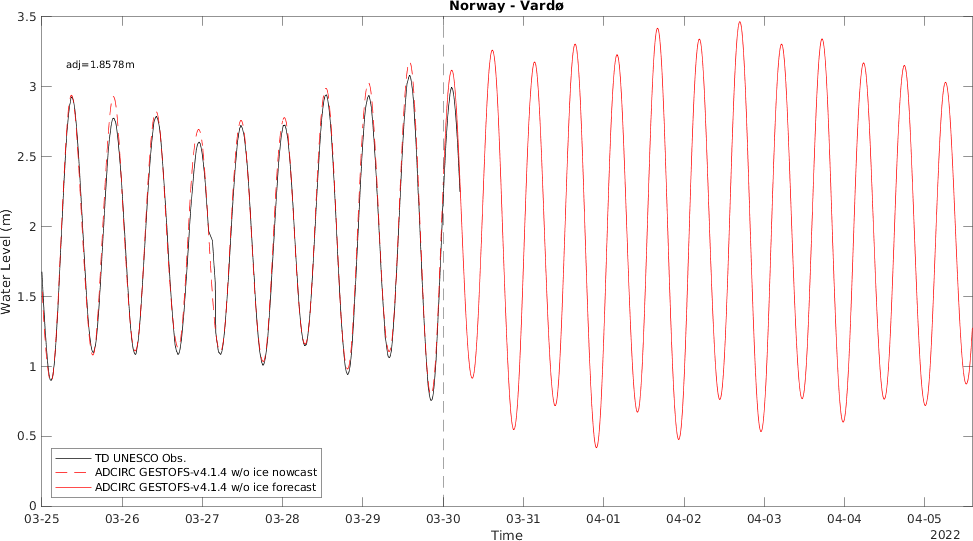 Norway - Vardø
3.5
adj=1.8578m
3
2.5
2
Water Level (m)
1.5
1
0.5
TD UNESCO Obs.
ADCIRC GESTOFS-v4.1.4 w/o ice nowcast
ADCIRC GESTOFS-v4.1.4 w/o ice forecast
0
03-25 03-26 03-27 03-28 03-29 03-30 03-31 04-01 04-02 04-03 04-04 04-05
Time 2022